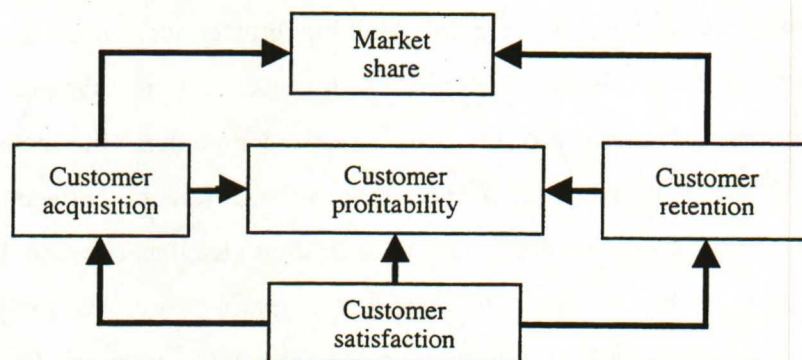 Market
share
Customer
acquisition
Customer
profitability
Customer
retention
Customer
satisfaction